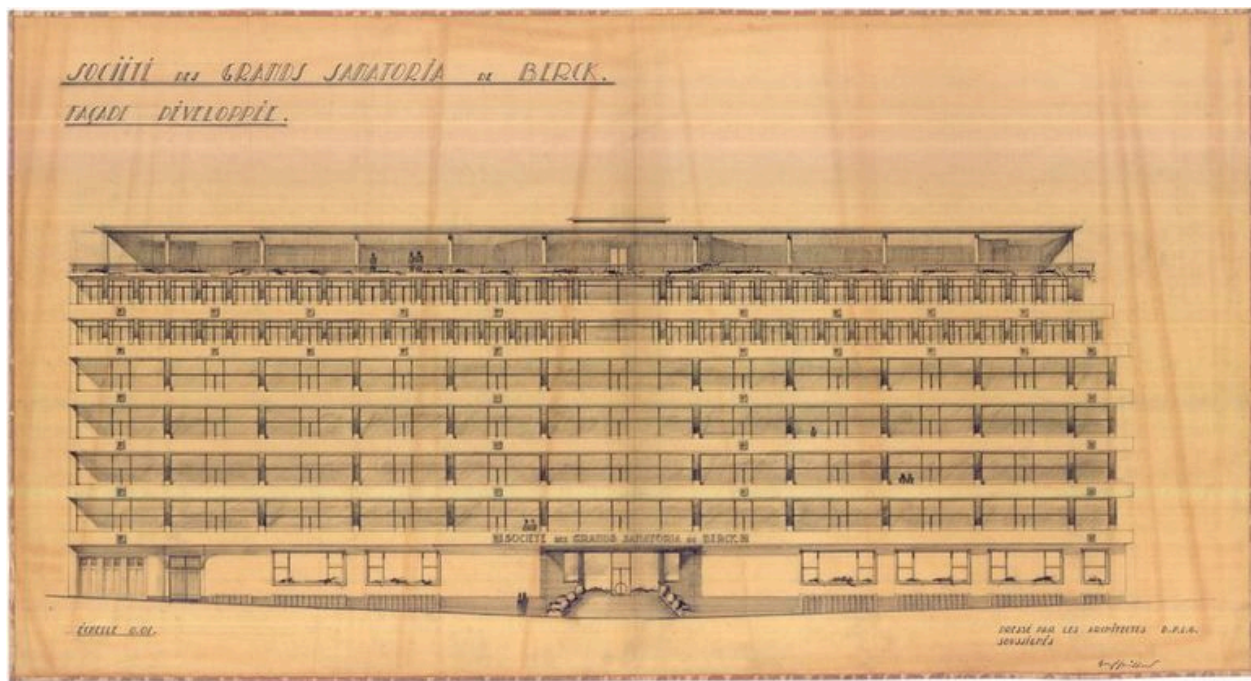 SOCIÉTÉ DES GRANDS SANATORIA DE BERCK.
FAÇADE DÉVELOPPÉE.
SOCIÉTÉ DES GRANDS SANATORIA DE BERCK.
ÉCHELLE 0.01.
DRESSÉ PAR LES ARCHITECTES D.P.L.G.
SOUSSIGNÉS